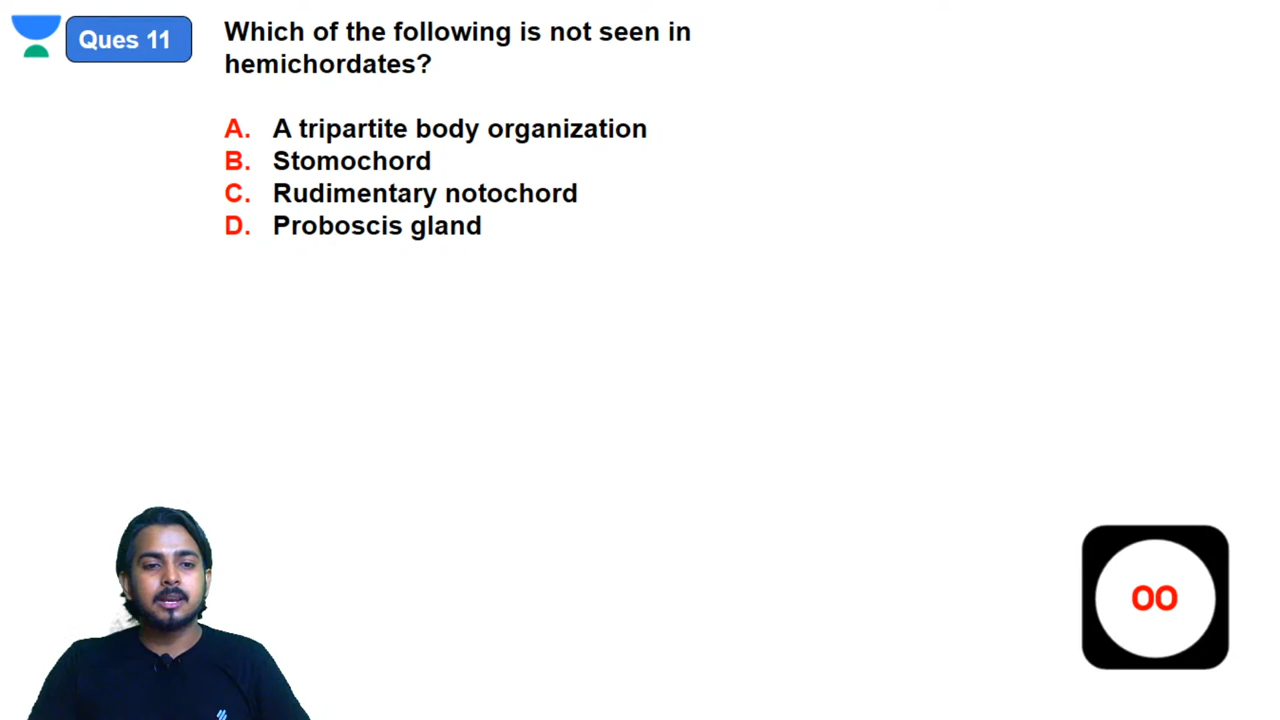 Ques 11
Which of the following is not seen in
hemichordates?
A. A tripartite body organization
B. Stomochord
C. Rudimentary notochord
D. Proboscis gland
00